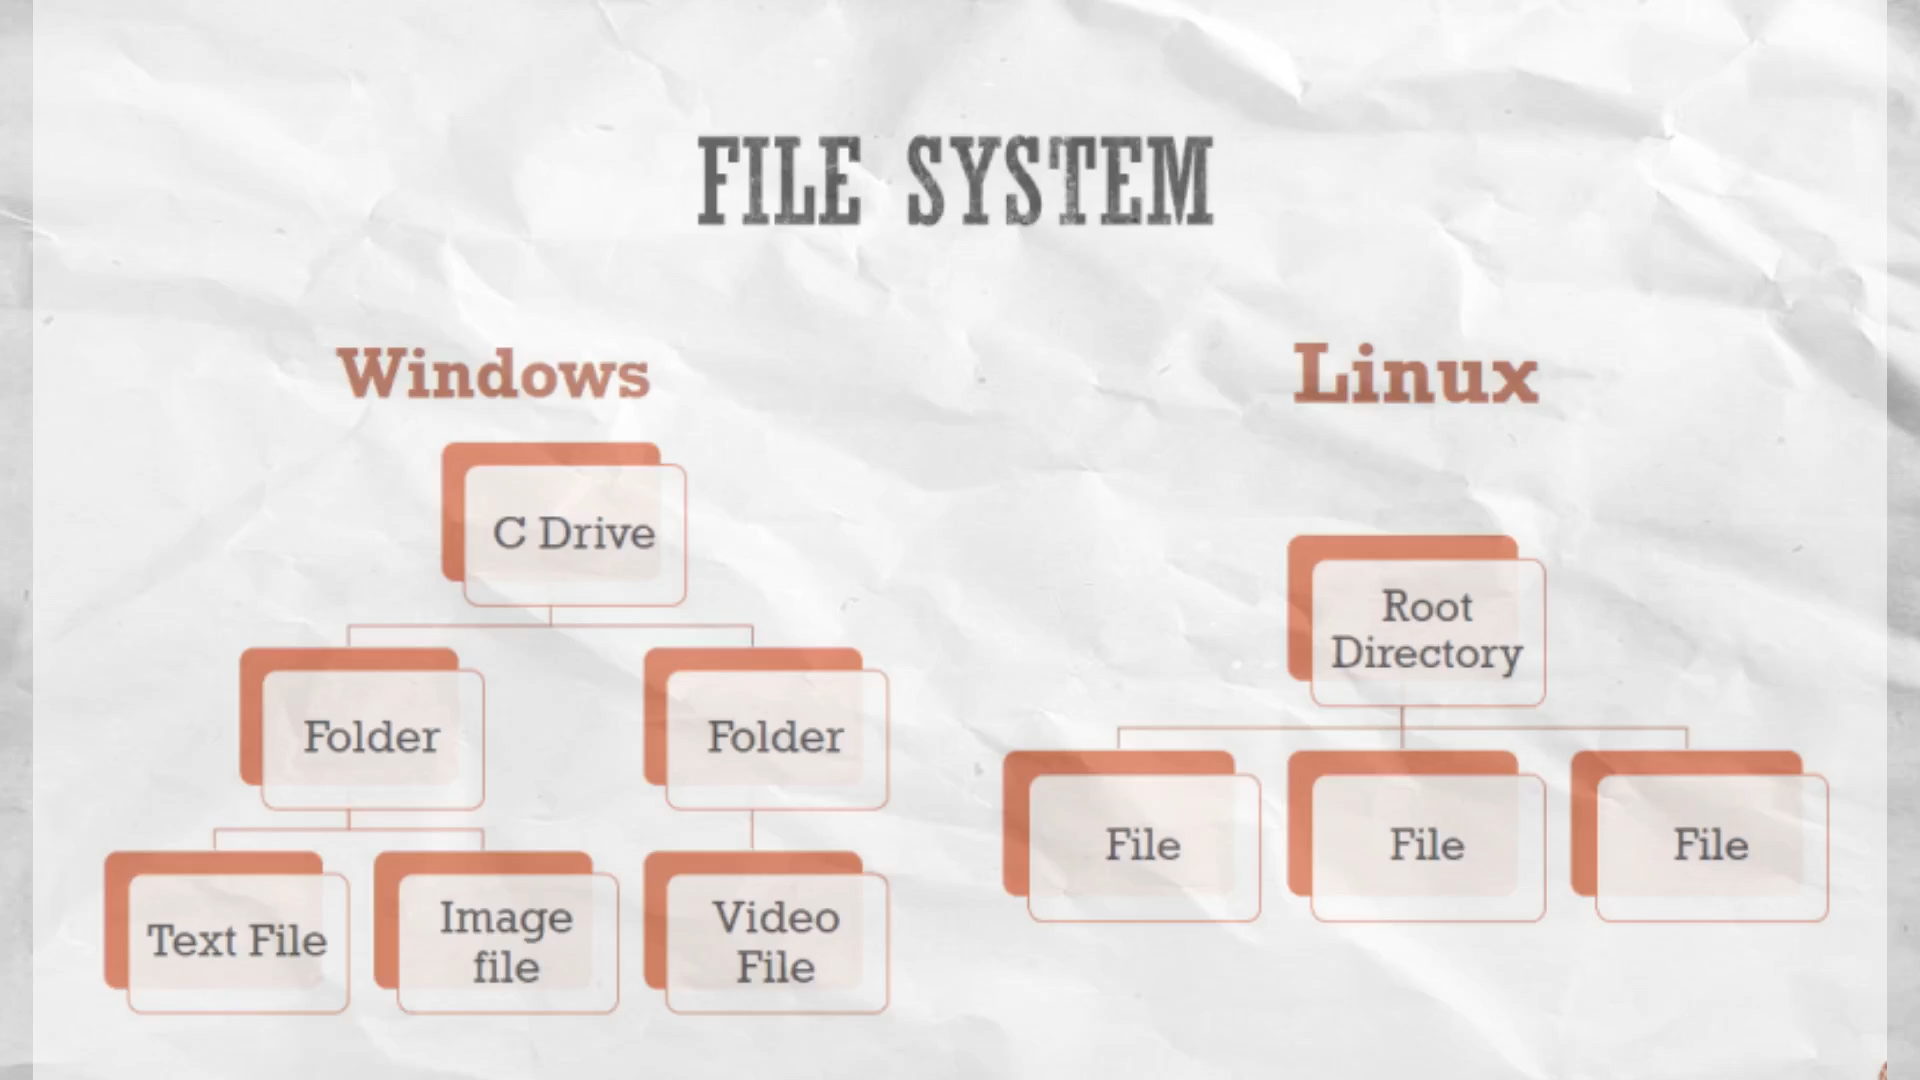 FILE SYSTEM
Windows
C Drive
Folder
Folder
Text File
Image
file
Video
File
Linux
Root
Directory
File
File
File